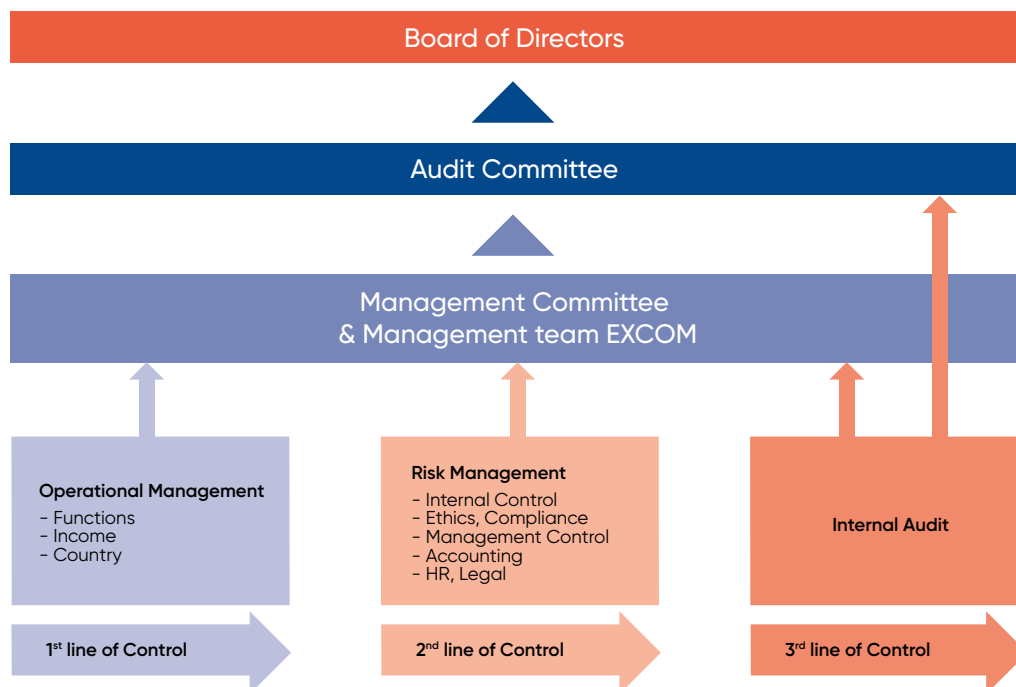 Board of Directors
Audit Committee
Management Committee
& Management team EXCOM
Operational Management
- Functions
- Income
- Country
Risk Management
- Internal Control
- Ethics, Compliance
- Management Control
- Accounting
- HR, Legal
Internal Audit
1st line of Control
2nd line of Control
3rd line of Control